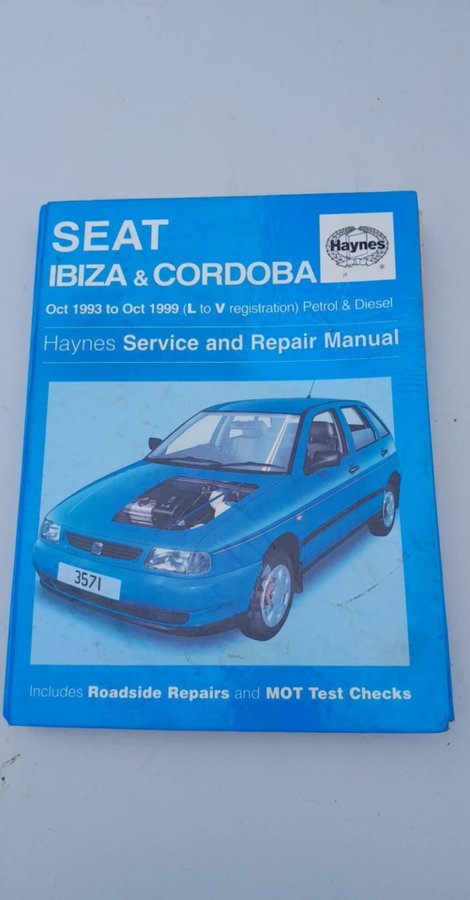 SEAT
IBIZA & CORDOBA
Haynes
®
Oct 1993 to Oct 1999 (L to V registration) Petrol & Diesel
Haynes Service and Repair Manual
3571
Includes Roadside Repairs and MOT Test Checks